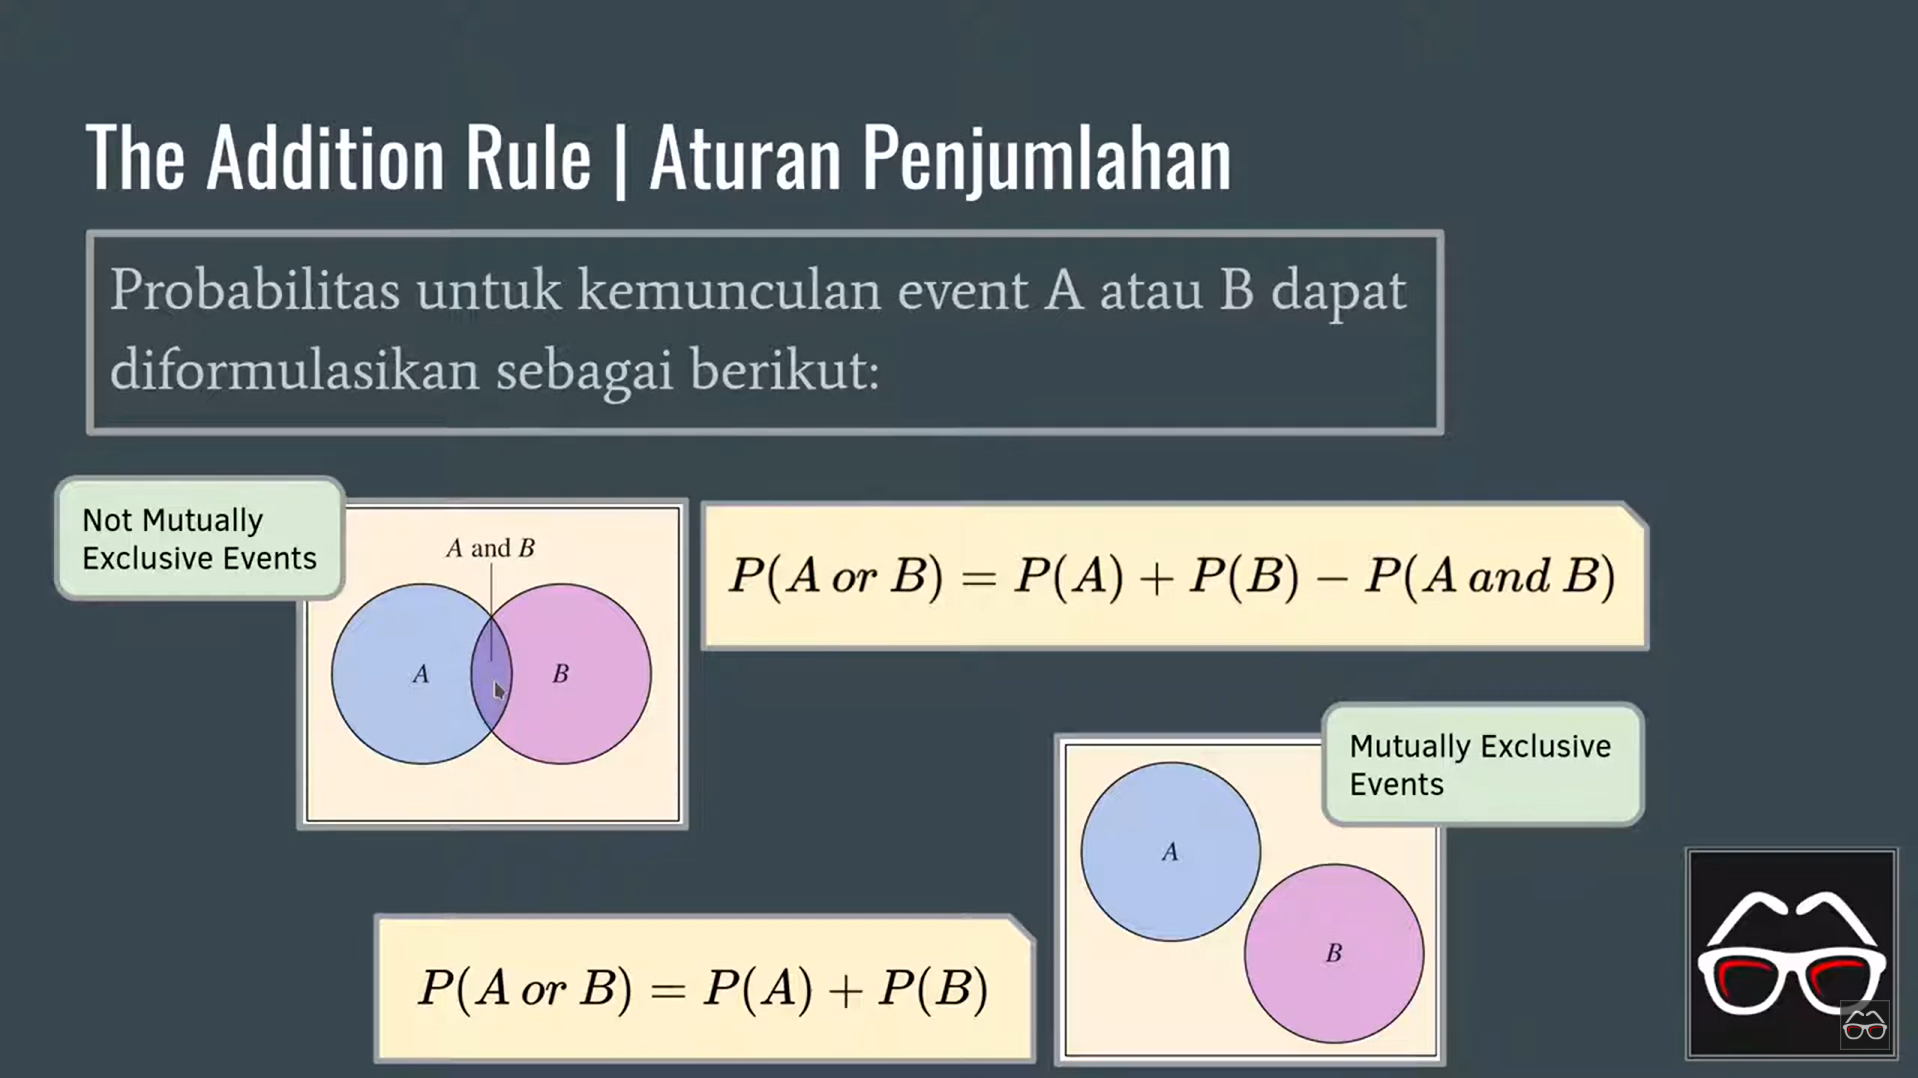 The Addition Rule | Aturan Penjumlahan
Probabilitas untuk kemunculan event A atau B dapat
diformulasikan sebagai berikut:
Not Mutually
Exclusive Events
A and B
A
B
P(A or B) = P(A) + P(B) − P(A and B)
Mutually Exclusive
Events
A
B
P(A or B) = P(A) + P(B)